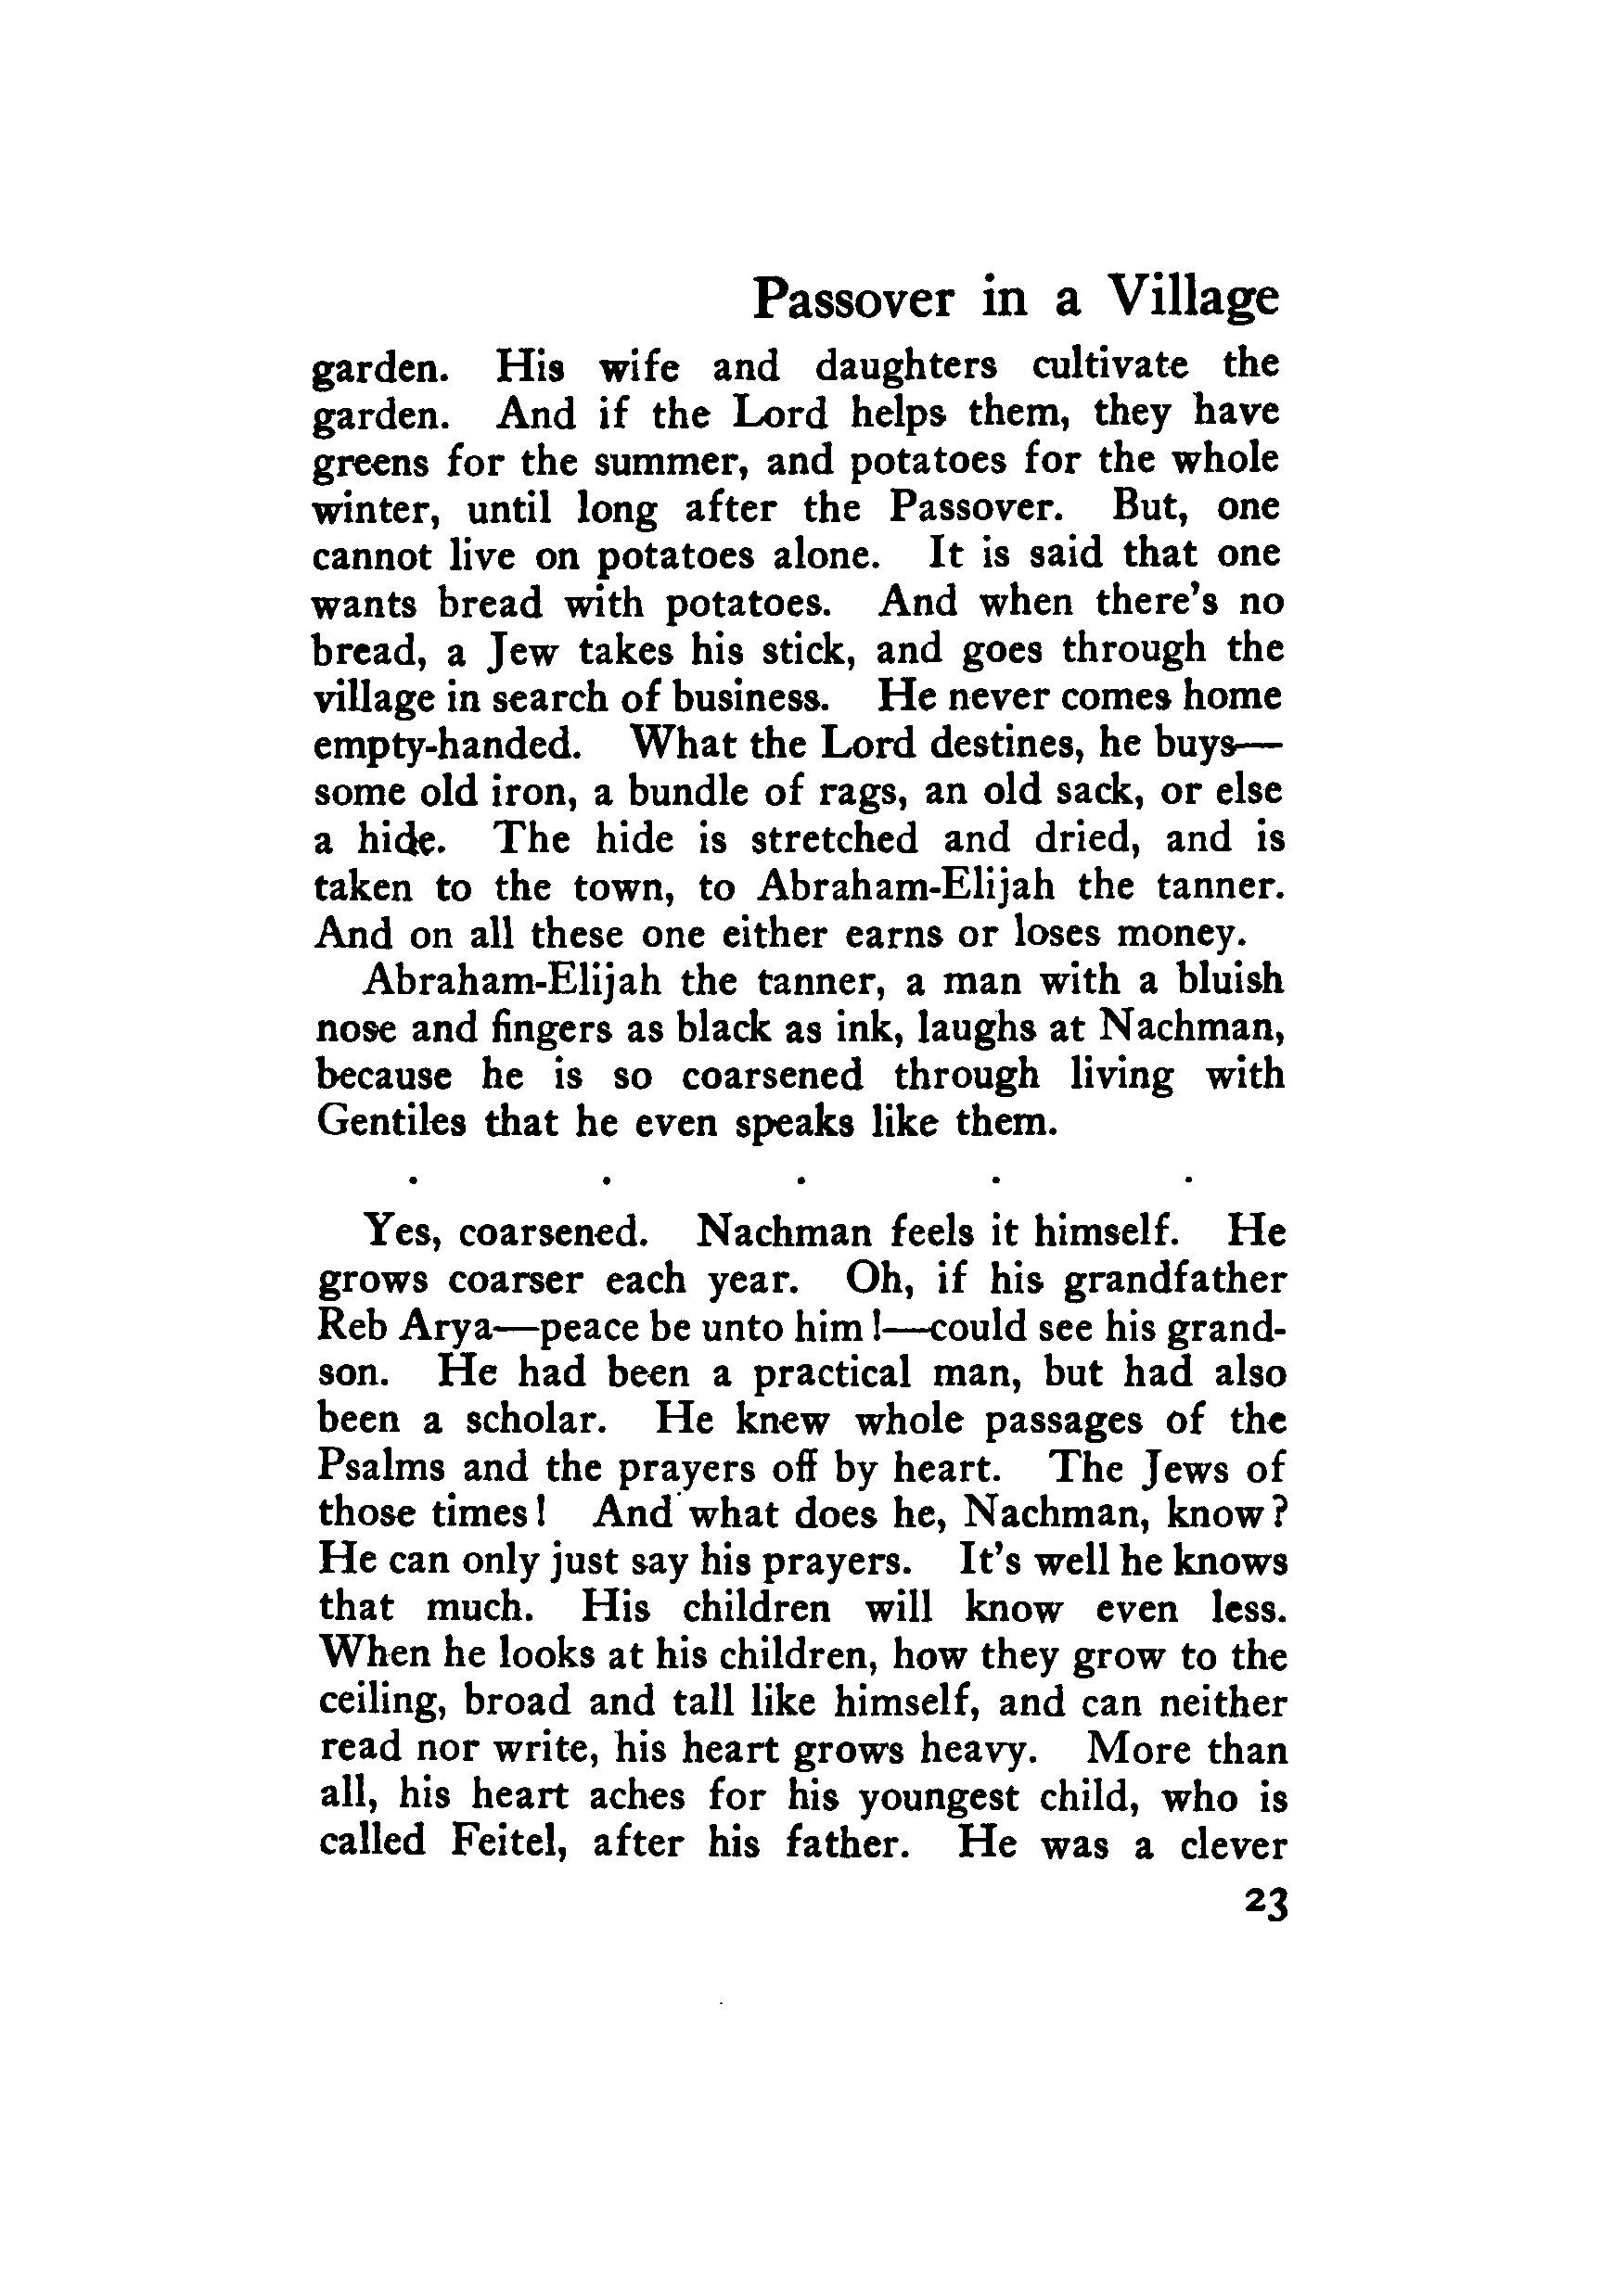 Passover in a Village
garden. His wife and daughters cultivate the
garden. And if the Lord helps them, they have
greens for the summer, and potatoes for the whole
winter, until long after the Passover. But, one
cannot live on potatoes alone. It is said that one
wants bread with potatoes. And when there's no
bread, a Jew takes his stick, and goes through the
village in search of business. He never comes home
empty-handed. What the Lord destines, he buys—
some old iron, a bundle of rags, an old sack, or else
a hide. The hide is stretched and dried, and is
taken to the town, to Abraham-Elijah the tanner.
And on all these one either earns or loses money.
Abraham-Elijah the tanner, a man with a bluish
nose and fingers as black as ink, laughs at Nachman,
because he is so coarsened through living with
Gentiles that he even speaks like them.
. . . . .
Yes, coarsened. Nachman feels it himself. He
grows coarser each year. Oh, if his grandfather
Reb Arya—peace be unto him!—could see his grand-
son. He had been a practical man, but had also
been a scholar. He knew whole passages of the
Psalms and the prayers off by heart. The Jews of
those times! And what does he, Nachman, know?
He can only just say his prayers. It's well he knows
that much. His children will know even less.
When he looks at his children, how they grow to the
ceiling, broad and tall like himself, and can neither
read nor write, his heart grows heavy. More than
all, his heart aches for his youngest child, who is
called Feitel, after his father. He was a clever
23